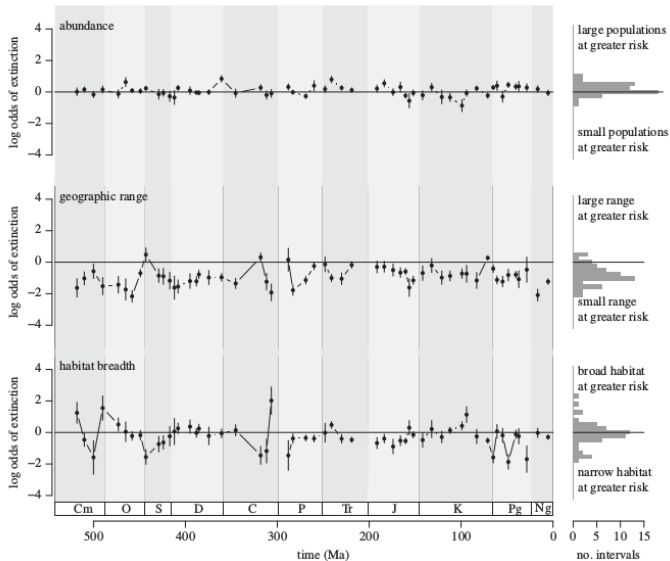 abundance
log odds of extinction
4
2
0
−2
−4
large populations
at greater risk
small populations
at greater risk
geographic range
log odds of extinction
4
2
0
−2
−4
large range
at greater risk
small range
at greater risk
habitat breadth
log odds of extinction
4
2
0
−2
−4
broad habitat
at greater risk
narrow habitat
at greater risk
Cm O S D C P Tr J K Pg Ng
500 400 300 200 100 0
time (Ma)
0 5 10 15
no. intervals